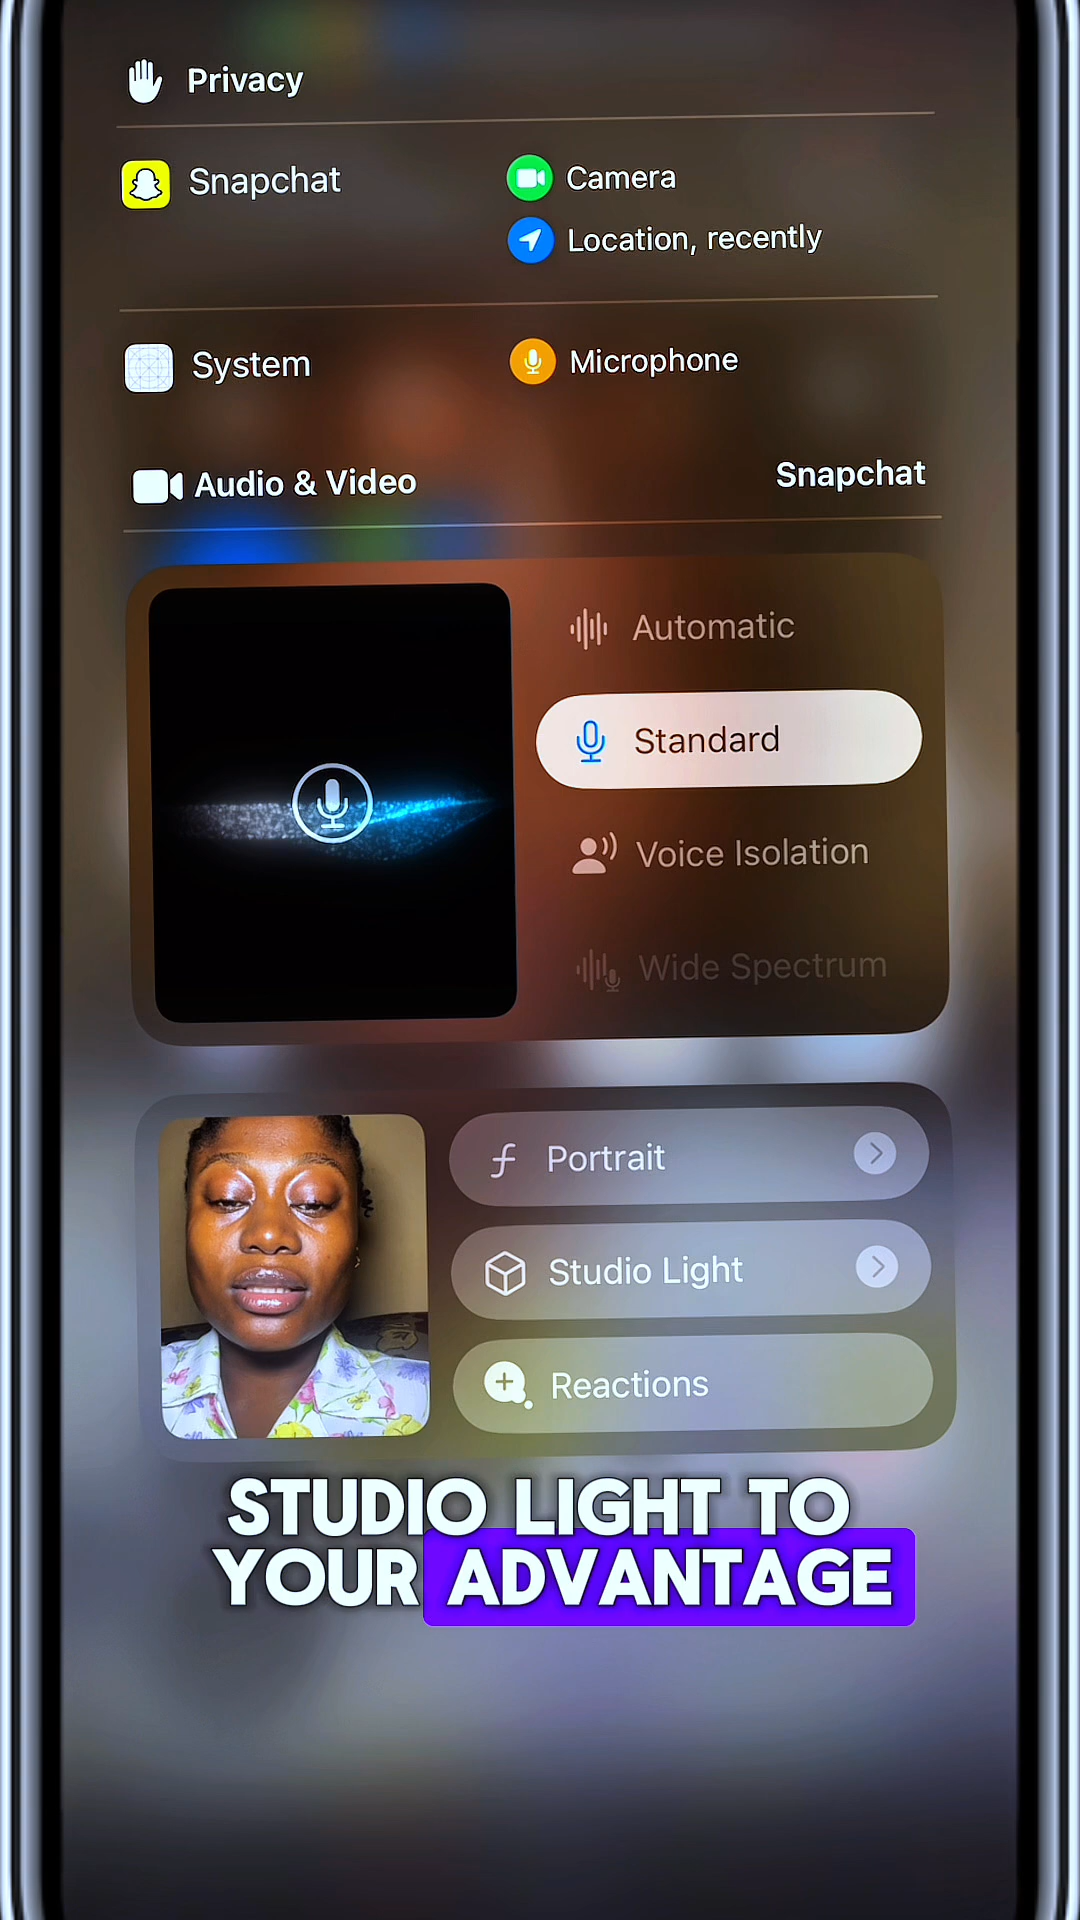 Privacy
Snapchat
Camera
Location, recently
System
Microphone
Audio & Video
Snapchat
Automatic
Standard
Voice Isolation
Wide Spectrum
f Portrait
Studio Light
Reactions
STUDIO LIGHT TO
YOUR ADVANTAGE